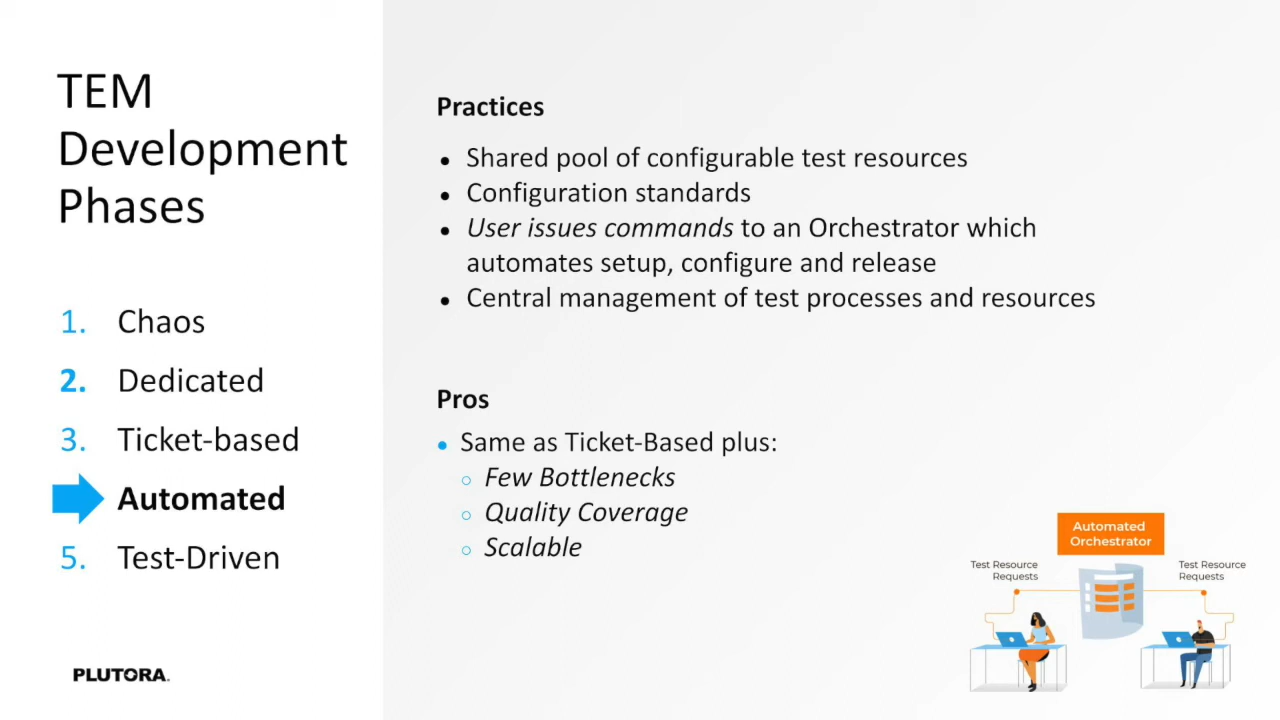 TEM
Development
Phases
1. Chaos
2. Dedicated
3. Ticket-based
Automated
5. Test-Driven
PLUTORA
Practices
• Shared pool of configurable test resources
• Configuration standards
• User issues commands to an Orchestrator which
automates setup, configure and release
• Central management of test processes and resources
Pros
• Same as Ticket-Based plus:
○ Few Bottlenecks
○ Quality Coverage
○ Scalable
Automated
Orchestrator
Test Resource
Requests
Test Resource
Requests